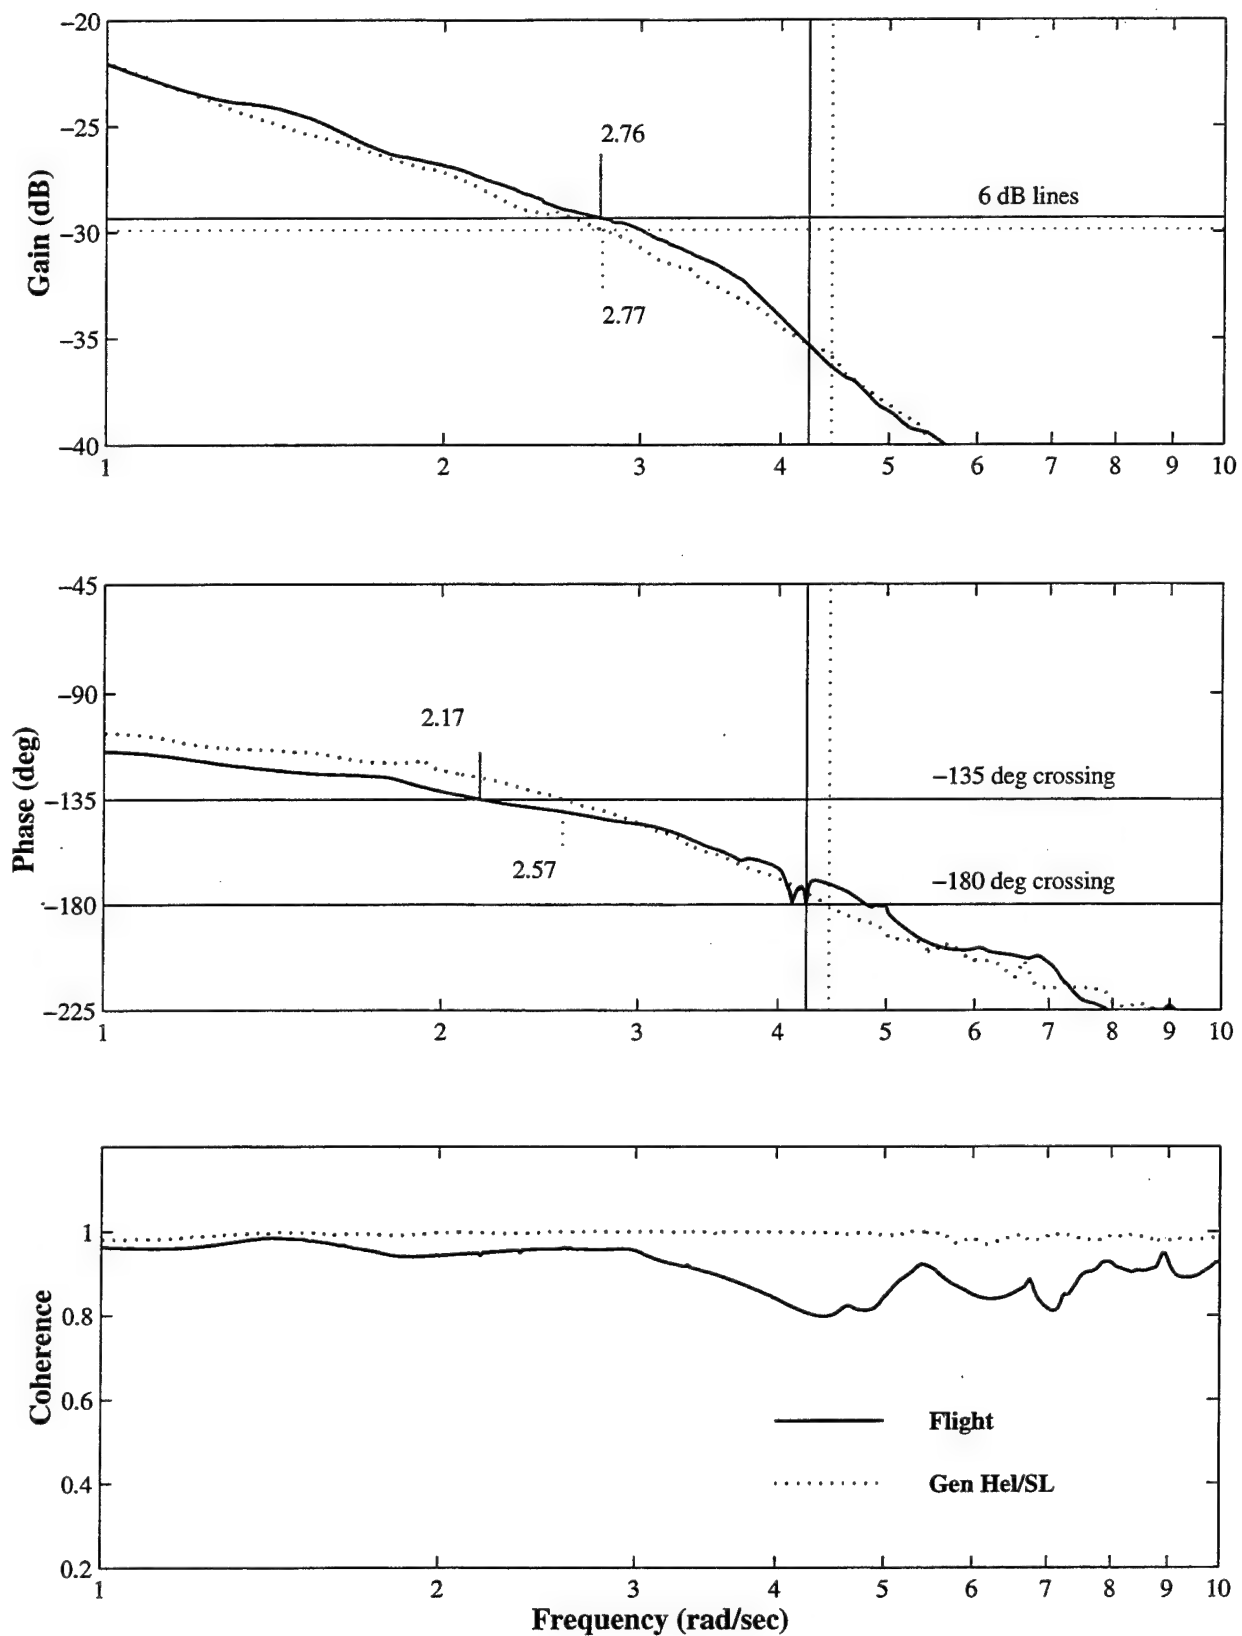 −20
−25
−30
−35
−40
Gain (dB)
2.76
6 dB lines
2.77
1 2 3 4 5 6 7 8 9 10
−45
−90
−135
−180
−225
Phase (deg)
2.17
−135 deg crossing
2.57
−180 deg crossing
1 2 3 4 5 6 7 8 9 10
1
0.8
0.6
0.4
0.2
Coherence
Flight
Gen Hel/SL
1 2 3 4 5 6 7 8 9 10
Frequency (rad/sec)